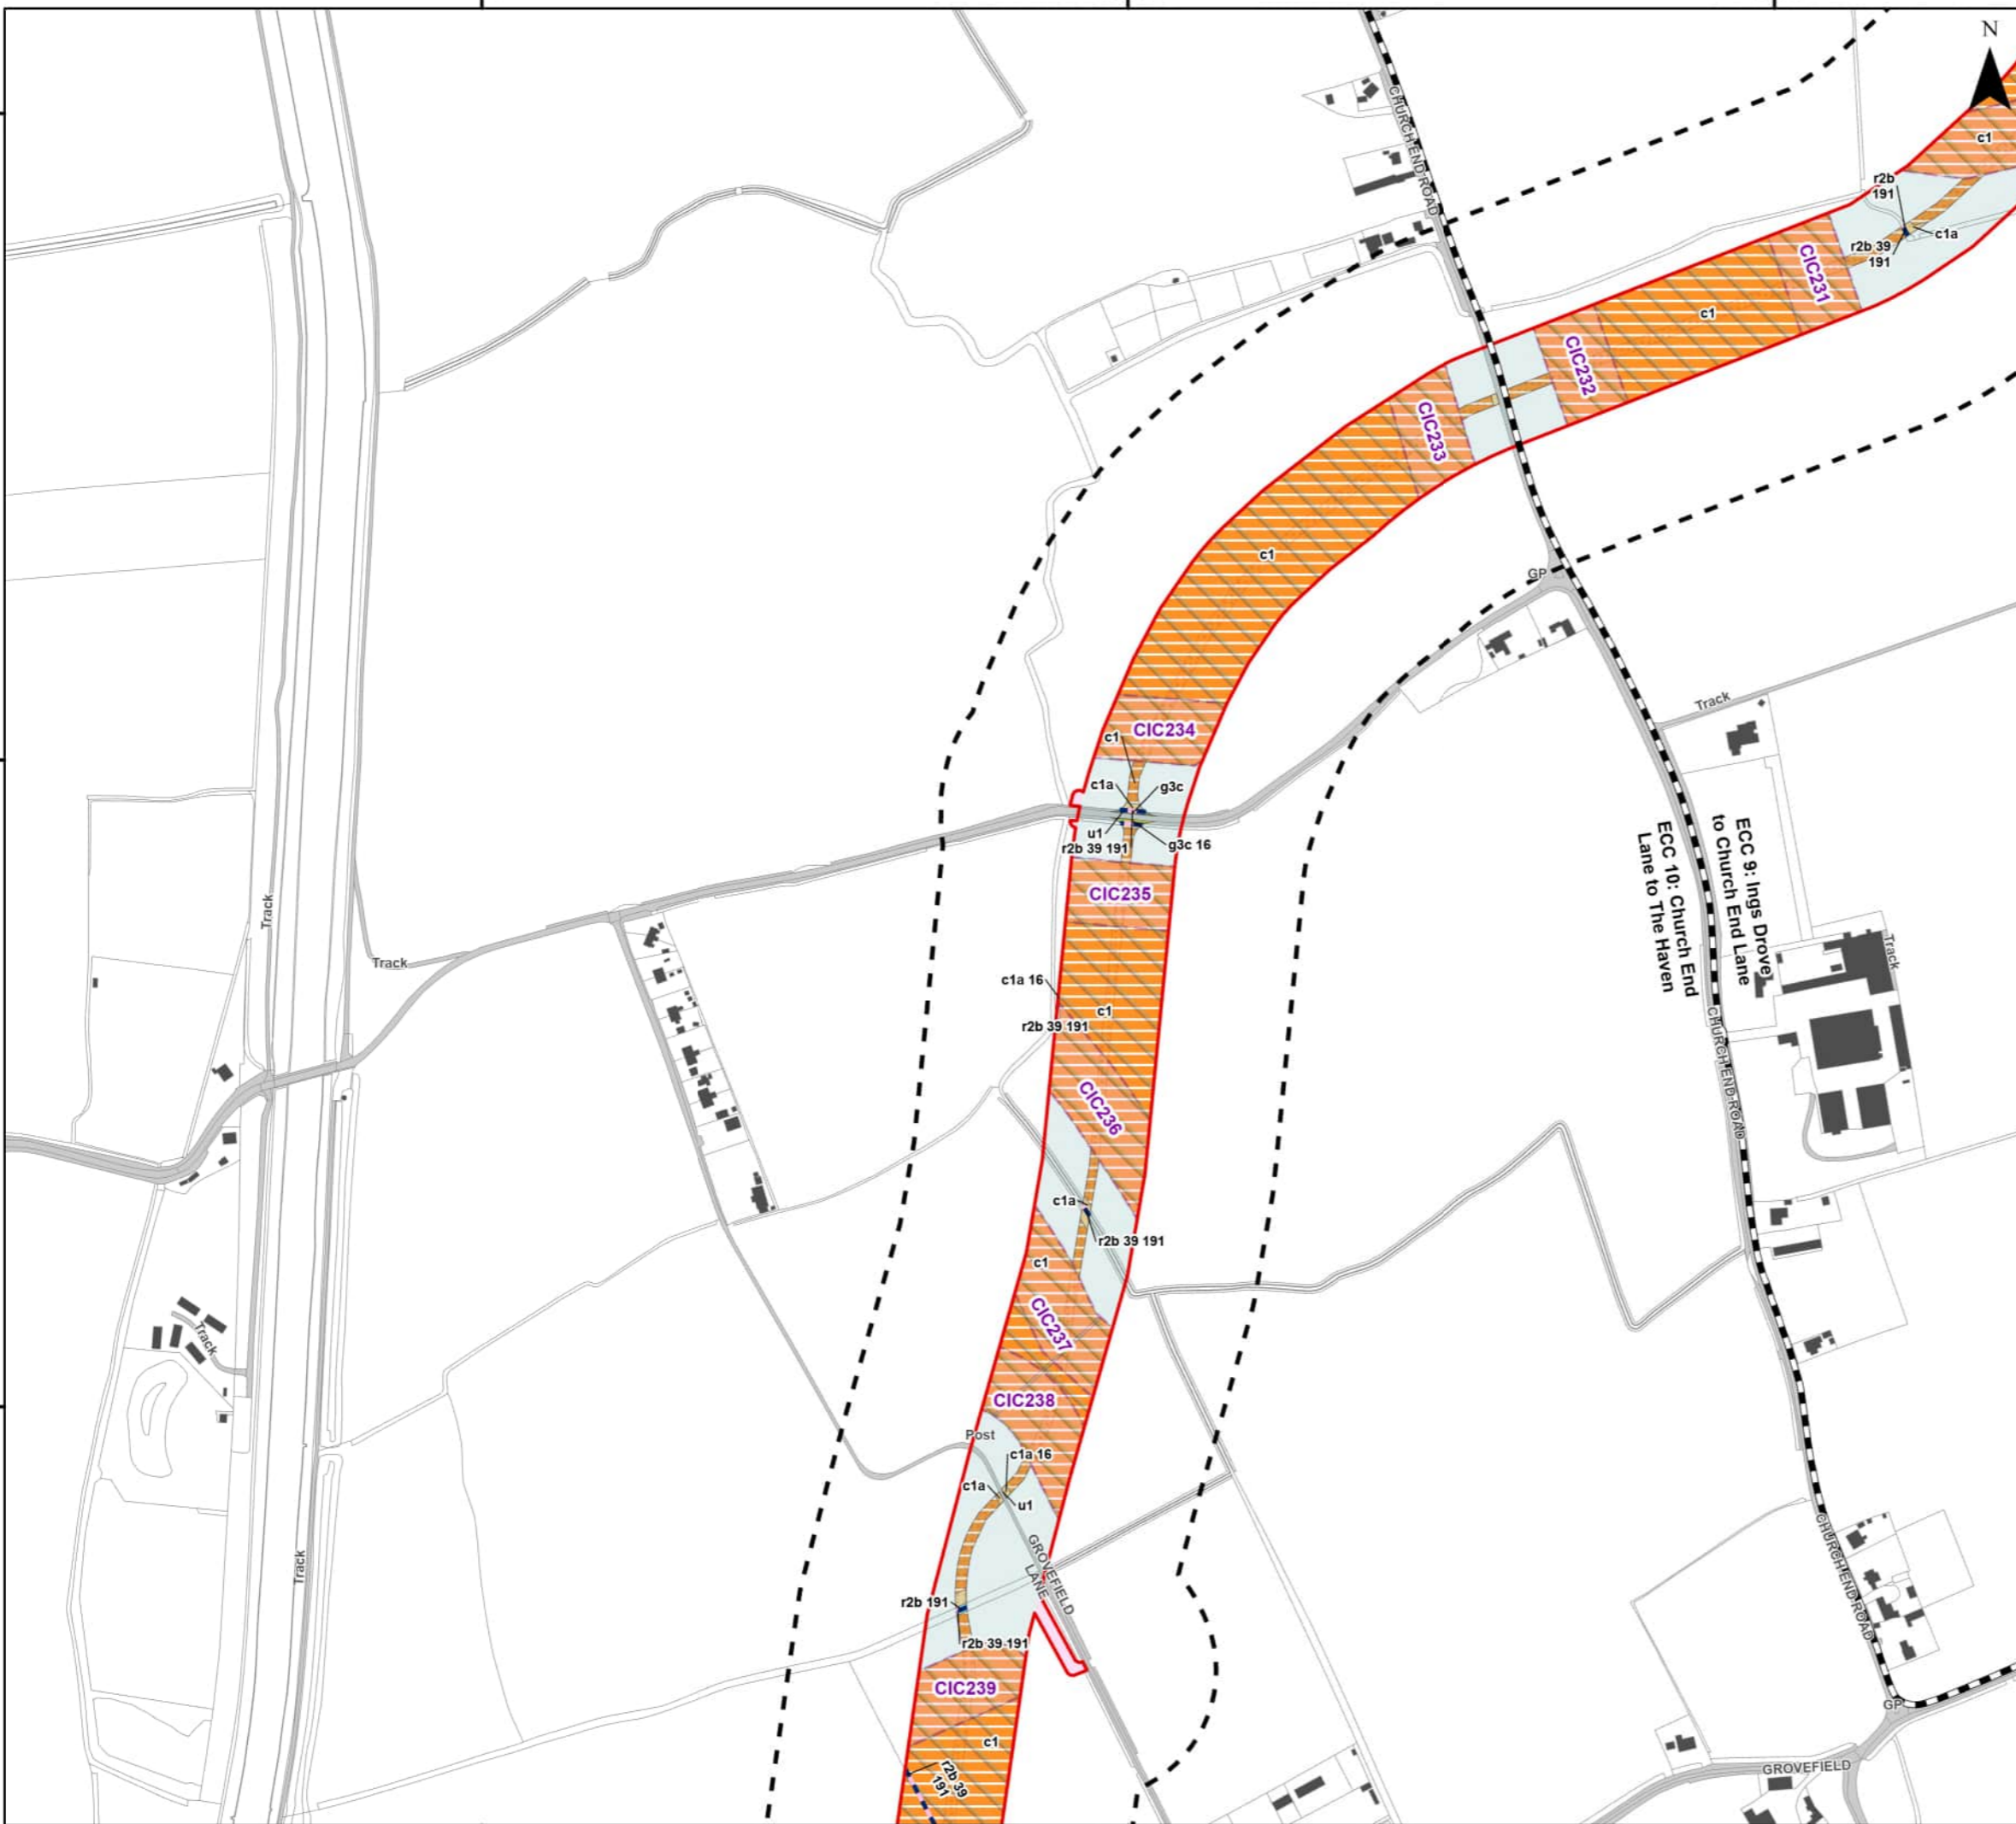 N
CHURCH END ROAD
c1
r2b
191
c1a
r2b 39
191
CIC231
c1
CIC232
CIC233
c1
GP
Track
CIC234
c1
c1a
g3c
u1
r2b 39 191
g3c 16
CIC235
ECC 9: Ings Drove
to Church End Lane
ECC 10: Church End
Lane to The Haven
Track
Track
Track
c1a 16
c1
r2b 39 191
CHURCH END ROAD
CIC236
c1a
r2b 39 191
c1
CIC237
Track
CIC238
Post
c1a 16
c1a
u1
GROVEFIELD
LANE
Track
CHURCH END ROAD
r2b 191
r2b 39 191
CIC239
GP
c1
r2b 39
191
GROVEFIELD